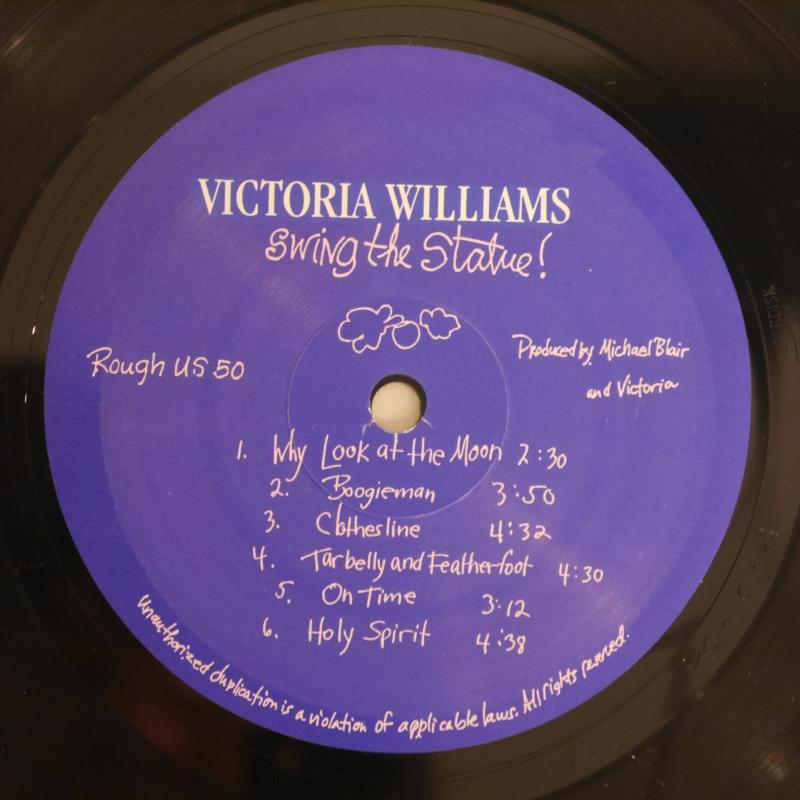 VICTORIA WILLIAMS
Swing the Statue!
Rough US 50
Produced by Michael Blair
and Victoria
1. Why Look at the Moon 2:30
2. Boogieman 3:50
3. Clothesline 4:32
4. Tarbelly and Featherfoot 4:30
5. On Time 3:12
6. Holy Spirit 4:38
Unauthorized duplication is a violation of applicable laws. All rights reserved.